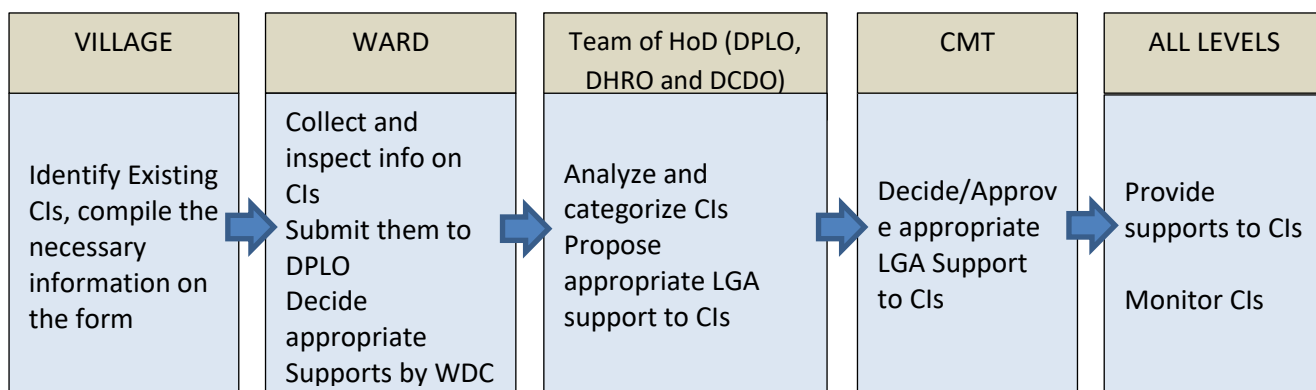 VILLAGE
Identify Existing
CIs, compile the
necessary
information on
the form
WARD
Collect and
inspect info on
CIs
Submit them to
DPLO
Decide
appropriate
Supports by WDC
Team of HoD (DPLO,
DHRO and DCDO)
Analyze and
categorize CIs
Propose
appropriate LGA
support to CIs
CMT
Decide/Approv
e appropriate
LGA Support
to CIs
ALL LEVELS
Provide
supports to CIs
Monitor CIs